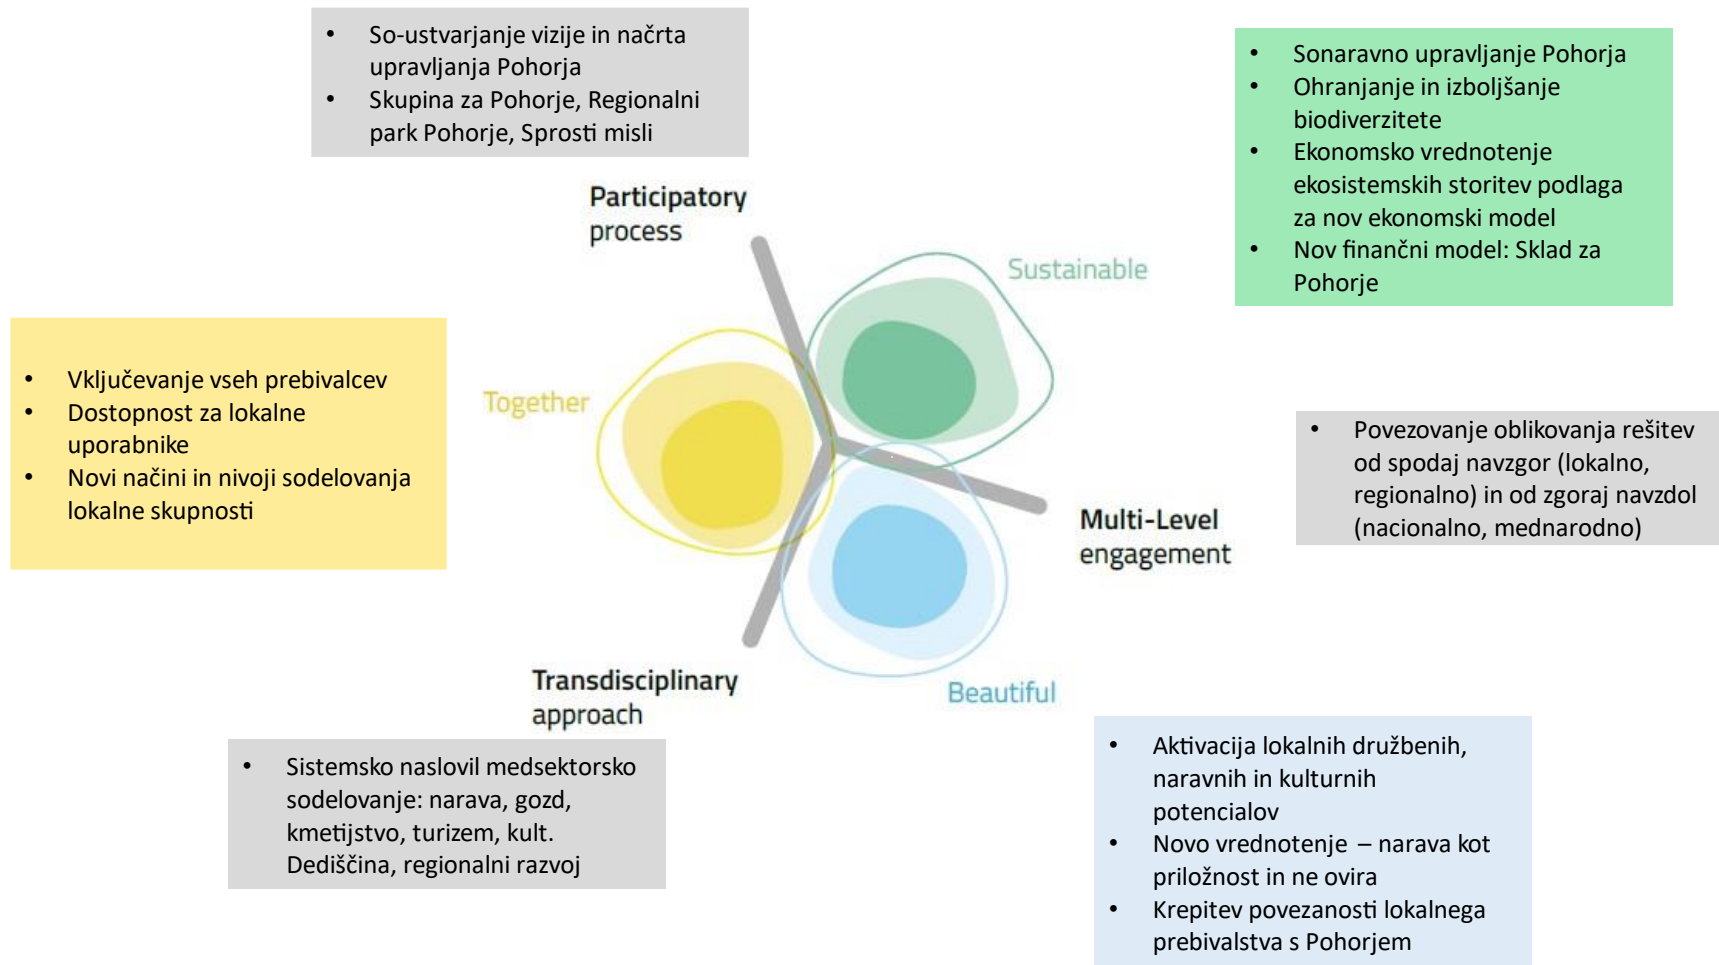 • So-ustvarjanje vizije in načrta
upravljanja Pohorja
• Skupina za Pohorje, Regionalni
park Pohorje, Sprosti misli
• Sonaravno upravljanje Pohorja
• Ohranjanje in izboljšanje
biodiverzitete
• Ekonomsko vrednotenje
ekosistemskih storitev podlaga
za nov ekonomski model
• Nov finančni model: Sklad za
Pohorje
Participatory
process
Sustainable
• Vključevanje vseh prebivalcev
• Dostopnost za lokalne
uporabnike
• Novi načini in nivoji sodelovanja
lokalne skupnosti
Together
• Povezovanje oblikovanja rešitev
od spodaj navzgor (lokalno,
regionalno) in od zgoraj navzdol
(nacionalno, mednarodno)
Multi-Level
engagement
Transdisciplinary
approach
Beautiful
• Sistemsko naslovil medsektorsko
sodelovanje: narava, gozd,
kmetijstvo, turizem, kult.
Dediščina, regionalni razvoj
• Aktivacija lokalnih družbenih,
naravnih in kulturnih
potencialov
• Novo vrednotenje – narava kot
priložnost in ne ovira
• Krepitev povezanosti lokalnega
prebivalstva s Pohorjem